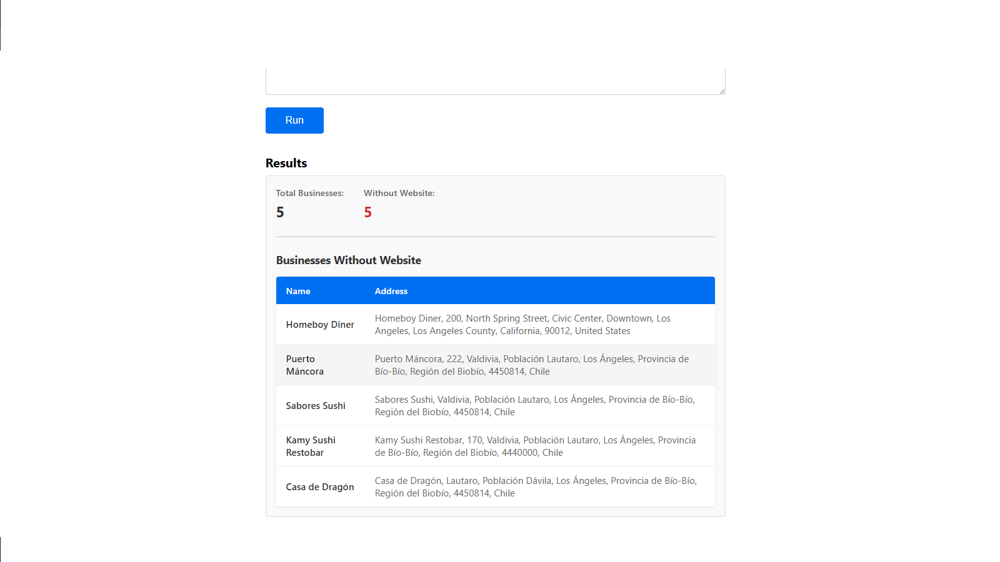 Run
Results
Total Businesses:
5
Without Website:
5
Businesses Without Website
Name
Address
Homeboy Diner
Homeboy Diner, 200, North Spring Street, Civic Center, Downtown, Los
Angeles, Los Angeles County, California, 90012, United States
Puerto
Máncora
Puerto Máncora, 222, Valdivia, Población Lautaro, Los Ángeles, Provincia de
Bío-Bío, Región del Biobío, 4450814, Chile
Sabores Sushi
Sabores Sushi, Valdivia, Población Lautaro, Los Ángeles, Provincia de Bío-Bío,
Región del Biobío, 4450814, Chile
Kamy Sushi
Restobar
Kamy Sushi Restobar, 170, Valdivia, Población Lautaro, Los Ángeles, Provincia
de Bío-Bío, Región del Biobío, 4440000, Chile
Casa de Dragón
Casa de Dragón, Lautaro, Población Dávila, Los Ángeles, Provincia de Bío-Bío,
Región del Biobío, 4450814, Chile